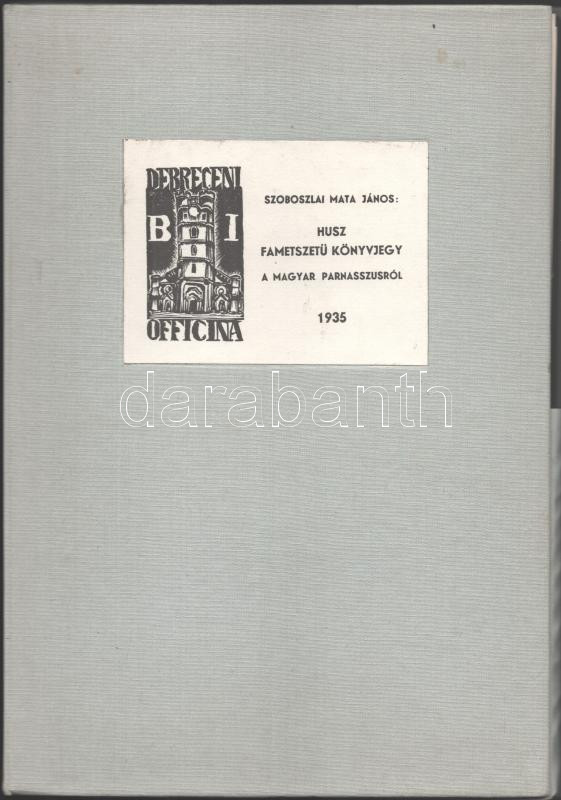 DEBRECENI
B I
OFFICINA
SZOBOSZLAI MATA JÁNOS:
HUSZ
FAMETSZETÜ KÖNYVJEGY
A MAGYAR PARNASSZUSRÓL
1935
darabanth